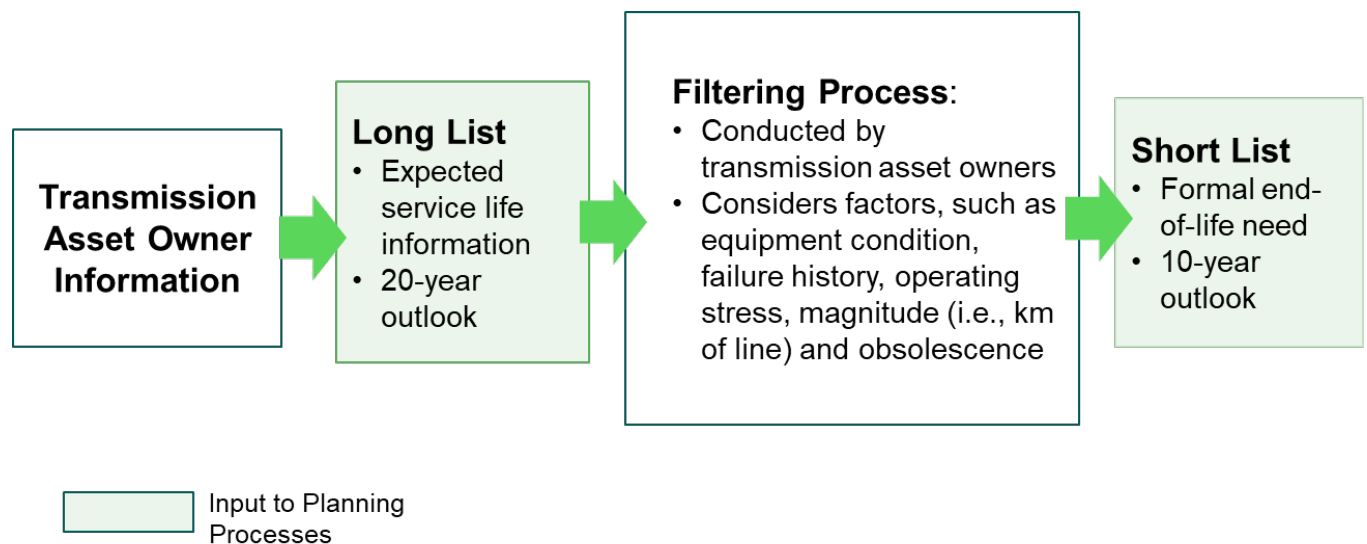 Transmission
Asset Owner
Information
Long List
• Expected
service life
information
• 20-year
outlook
Filtering Process:
• Conducted by
transmission asset owners
• Considers factors, such as
equipment condition,
failure history, operating
stress, magnitude (i.e., km
of line) and obsolescence
Short List
• Formal end-
of-life need
• 10-year
outlook
Input to Planning
Processes